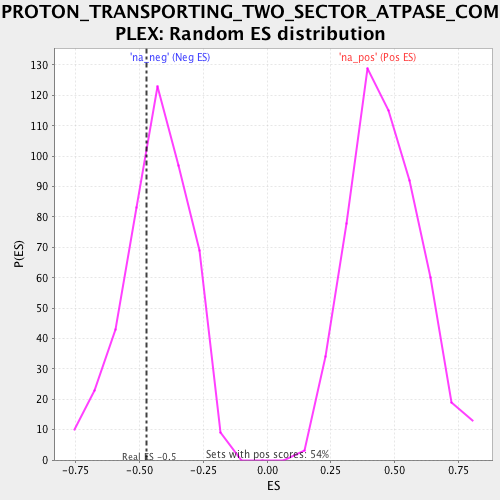 PROTON_TRANSPORTING_TWO_SECTOR_ATPASE_COM
PLEX: Random ES distribution
'na_neg' (Neg ES)
'na_pos' (Pos ES)
130
120
110
100
90
80
70
60
50
40
30
20
10
0
P(ES)
Real ES -0.5
Sets with pos scores: 54%
-0.75
-0.50
-0.25
0.00
0.25
0.50
0.75
ES